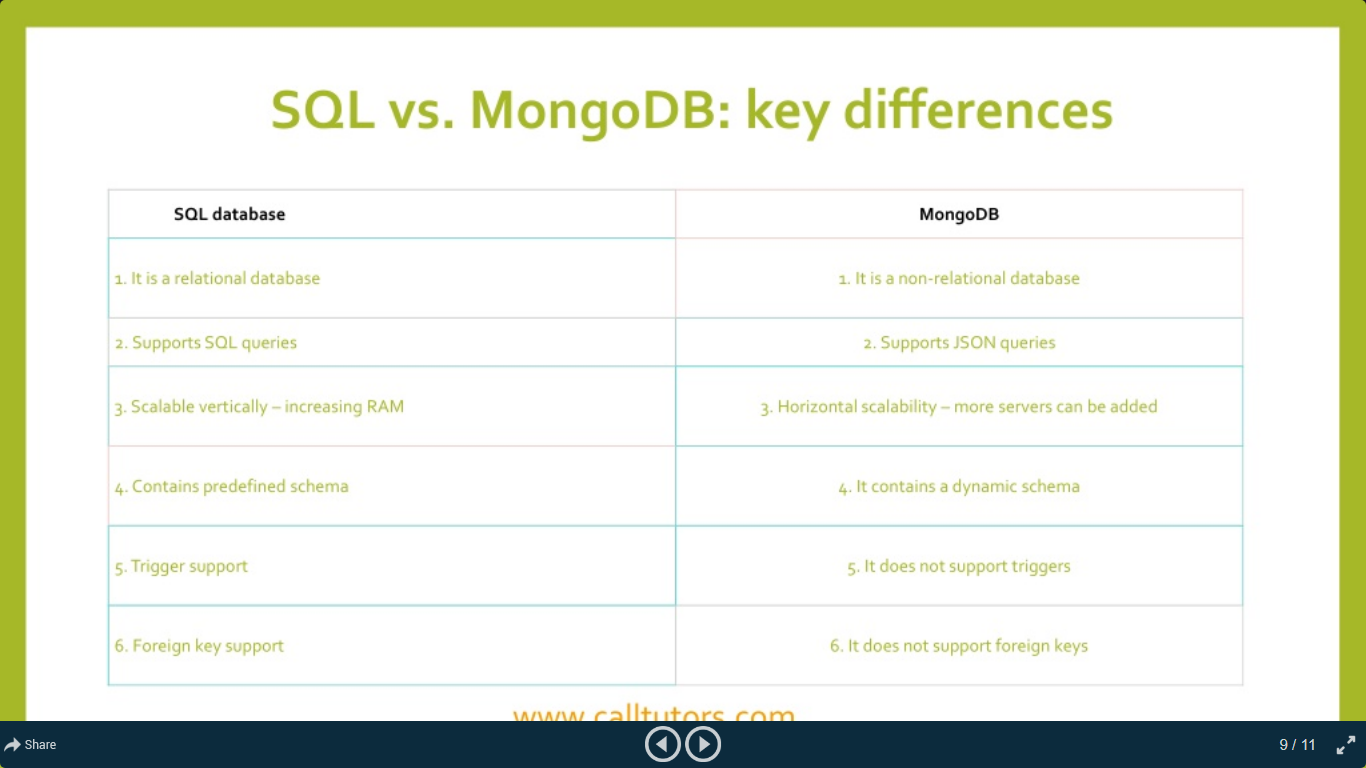 SQL vs. MongoDB: key differences
SQL database
MongoDB
1. It is a relational database
1. It is a non-relational database
2. Supports SQL queries
2. Supports JSON queries
3. Scalable vertically – increasing RAM
3. Horizontal scalability – more servers can be added
4. Contains predefined schema
4. It contains a dynamic schema
5. Trigger support
5. It does not support triggers
6. Foreign key support
6. It does not support foreign keys
www.calltutors.com
Share
9 / 11